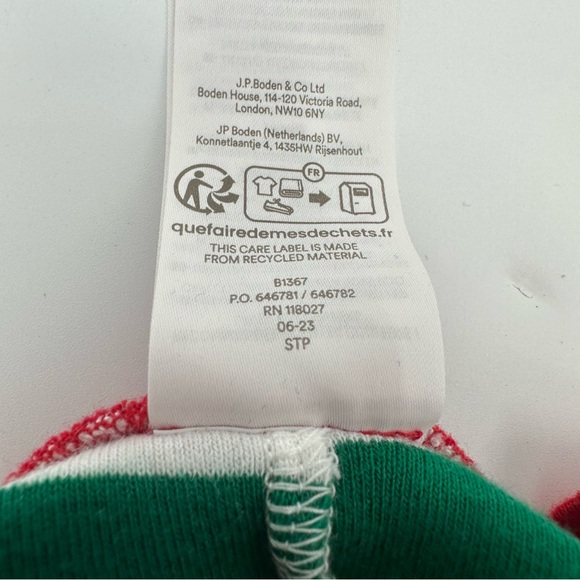 J.P.Boden & Co Ltd
Boden House, 114-120 Victoria Road,
London, NW10 6NY
JP Boden (Netherlands) BV,
Konnetlaantje 4, 1435HW Rijsenhout
FR
quefairedemesdechets.fr
THIS CARE LABEL IS MADE
FROM RECYCLED MATERIAL
B1367
P.O. 646781 / 646782
RN 118027
06-23
STP